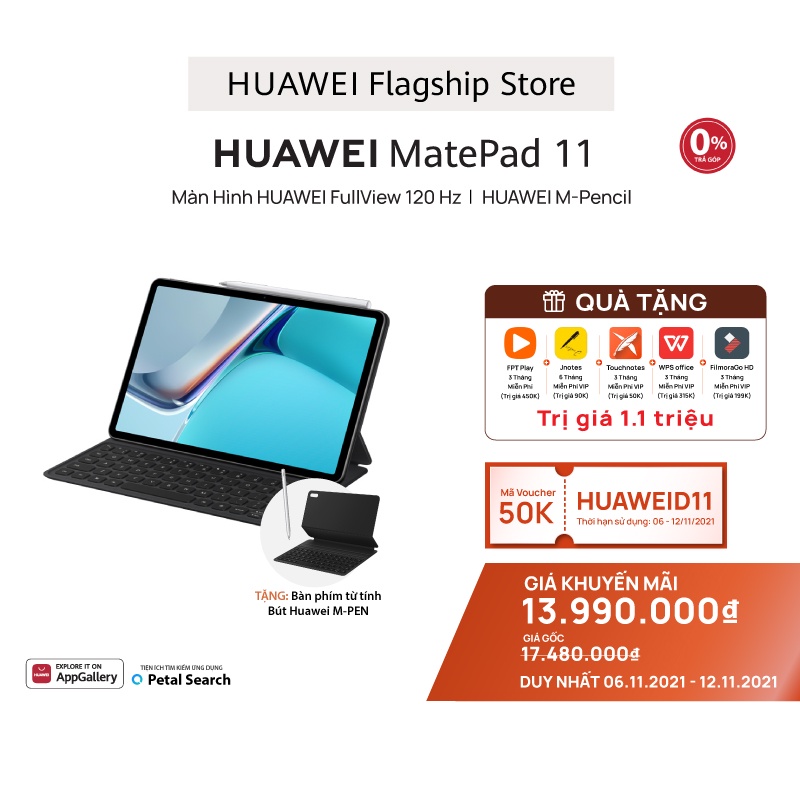 HUAWEI Flagship Store
HUAWEI MatePad 11
0%
TRẢ GÓP
Màn Hình HUAWEI FullView 120 Hz | HUAWEI M-Pencil
QUÀ TẶNG
FPT Play
3 Tháng
Miễn Phí
(Trị giá 450K)
Jnotes
6 Tháng
Miễn Phí VIP
(Trị giá 90K)
Touchnotes
3 Tháng
Miễn Phí VIP
(Trị giá 50K)
WPS office
3 Tháng
Miễn Phí VIP
(Trị giá 315K)
FilmoraGo HD
3 Tháng
Miễn Phí VIP
(Trị giá 199K)
Trị giá 1.1 triệu
Mã Voucher
50K
HUAWEID11
Thời hạn sử dụng: 06 - 12/11/2021
TẶNG: Bàn phím từ tính
Bút Huawei M-PEN
GIÁ KHUYẾN MÃI
13.990.000₫
GIÁ GỐC
17.480.000₫
DUY NHẤT 06.11.2021 - 12.11.2021
HUAWEI
EXPLORE IT ON
AppGallery
TIỆN ÍCH TÌM KIẾM ỨNG DỤNG
Petal Search